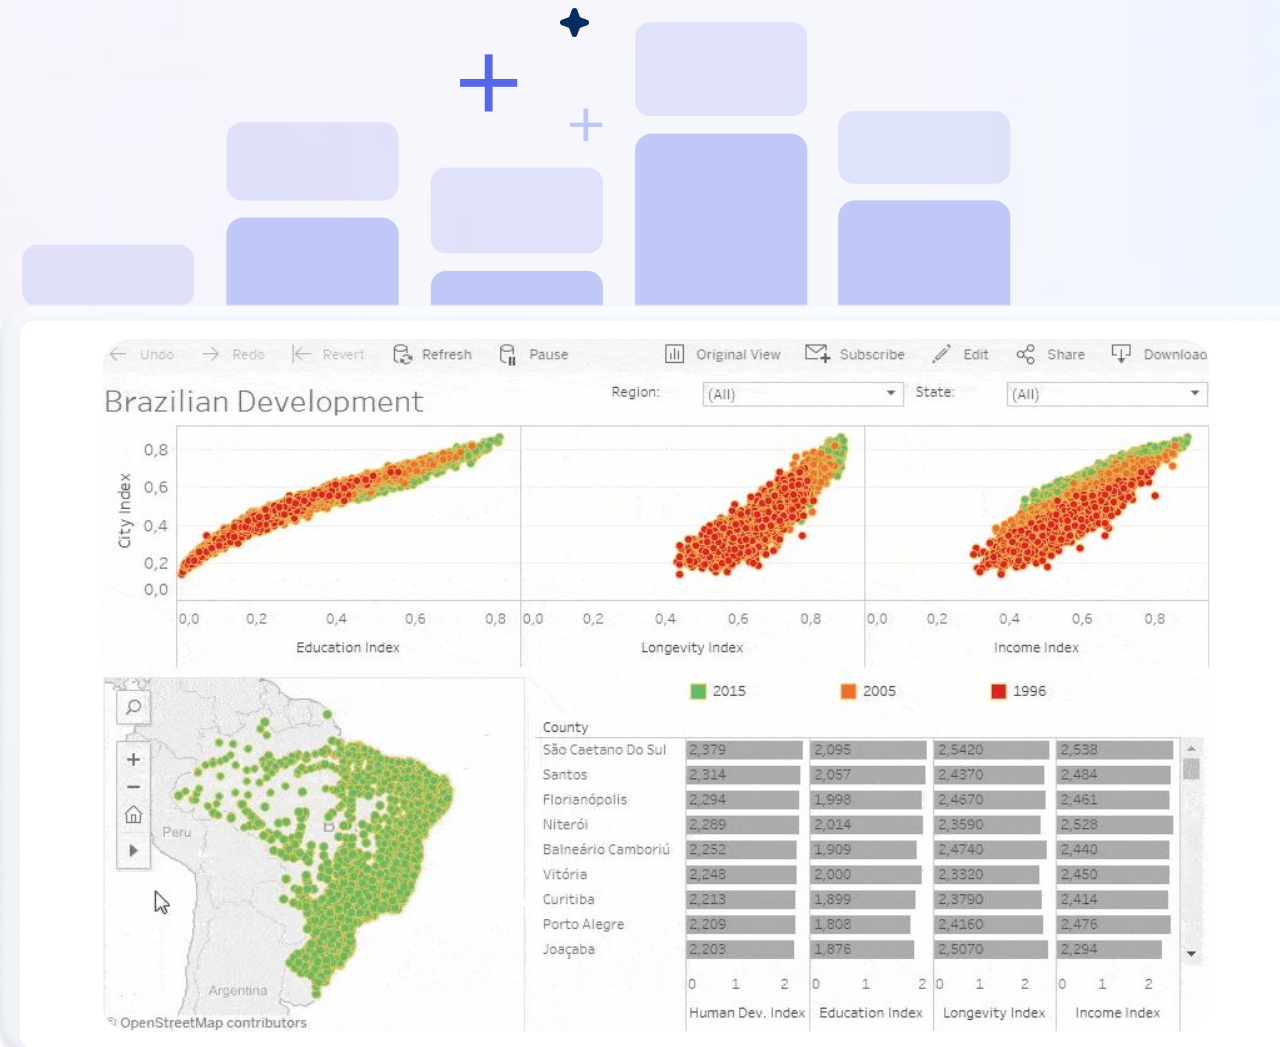 Undo Redo Revert Refresh Pause Original View Subscribe Edit Share Download
Brazilian Development
Region: (All) State: (All)
City Index
0,8
0,6
0,4
0,2
0,0
0,0 0,2 0,4 0,6 0,8 0,0 0,2 0,4 0,6 0,8 0,0 0,2 0,4 0,6 0,8
Education Index Longevity Index Income Index
2015 2005 1996
Peru
Argentina
© OpenStreetMap contributors
County
São Caetano Do Sul 2,379 2,095 2,5420 2,538
Santos 2,314 2,057 2,4370 2,484
Florianópolis 2,294 1,998 2,4670 2,461
Niterói 2,289 2,014 2,3590 2,528
Balneário Camboriú 2,252 1,909 2,4740 2,440
Vitória 2,248 2,000 2,3320 2,450
Curitiba 2,213 1,899 2,3790 2,414
Porto Alegre 2,209 1,808 2,4160 2,476
Joaçaba 2,203 1,876 2,5070 2,294
0 1 2 0 1 2 0 1 2 0 1 2
Human Dev. Index Education Index Longevity Index Income Index